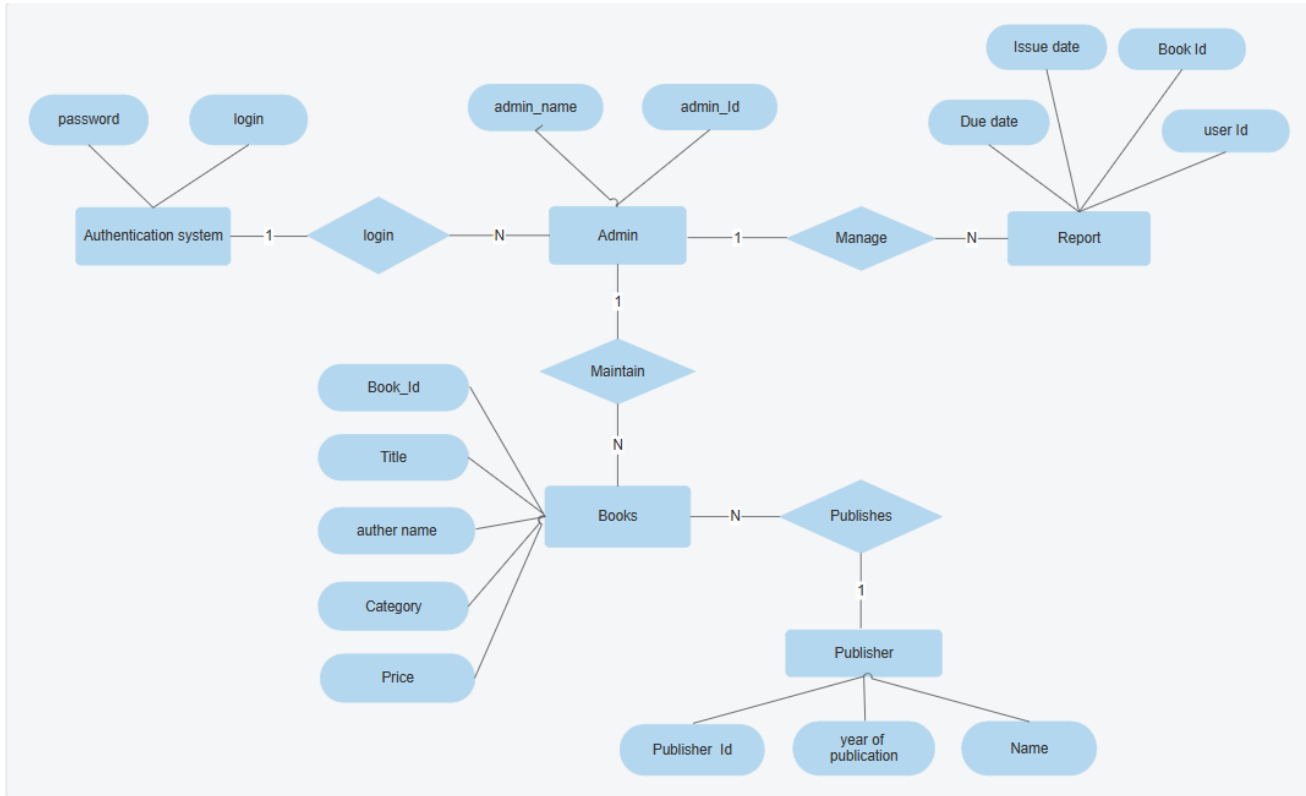 Issue date
Book Id
password
login
admin_name
admin_Id
Due date
user Id
Authentication system
1
login
N
Admin
1
Manage
N
Report
1
Maintain
Book_Id
N
Title
Books
N
Publishes
auther name
1
Category
Publisher
Price
Publisher Id
year of
publication
Name